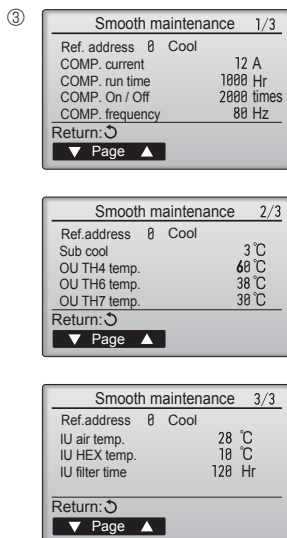 ③
Smooth maintenance 1/3
Ref. address 0 Cool
COMP. current 12 A
COMP. run time 1000 Hr
COMP. On / Off 2000 times
COMP. frequency 80 Hz
Return:
▼ Page ▲
Smooth maintenance 2/3
Ref.address 0 Cool
Sub cool 3 ℃
OU TH4 temp. 60 ℃
OU TH6 temp. 38 ℃
OU TH7 temp. 30 ℃
Return:
▼ Page ▲
Smooth maintenance 3/3
Ref.address 0 Cool
IU air temp. 28 ℃
IU HEX temp. 10 ℃
IU filter time 120 Hr
Return:
▼ Page ▲